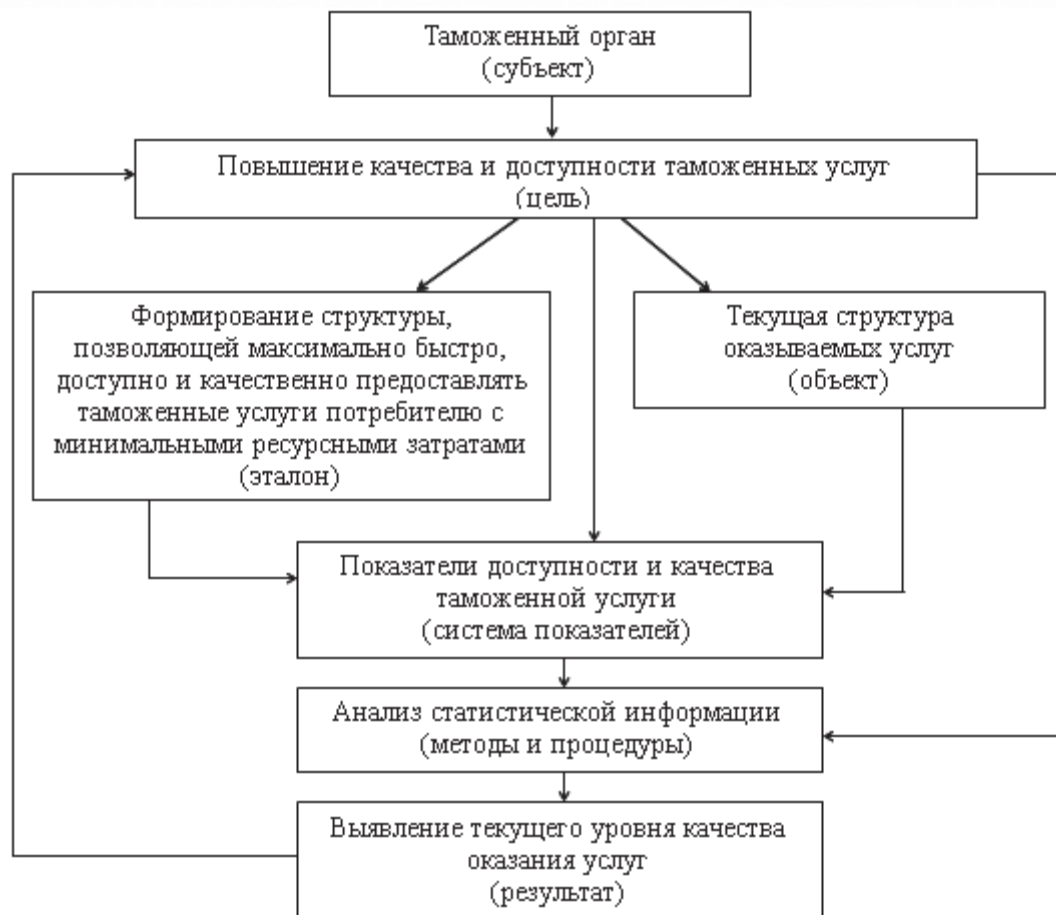 Таможенный орган
(субъект)
Повышение качества и доступности таможенных услуг
(цель)
Формирование структуры,
позволяющей максимально быстро,
доступно и качественно предоставлять
таможенные услуги потребителю с
минимальными ресурсными затратами
(эталон)
Текущая структура
оказываемых услуг
(объект)
Показатели доступности и качества
таможенной услуги
(система показателей)
Анализ статистической информации
(методы и процедуры)
Выявление текущего уровня качества
оказания услуг
(результат)